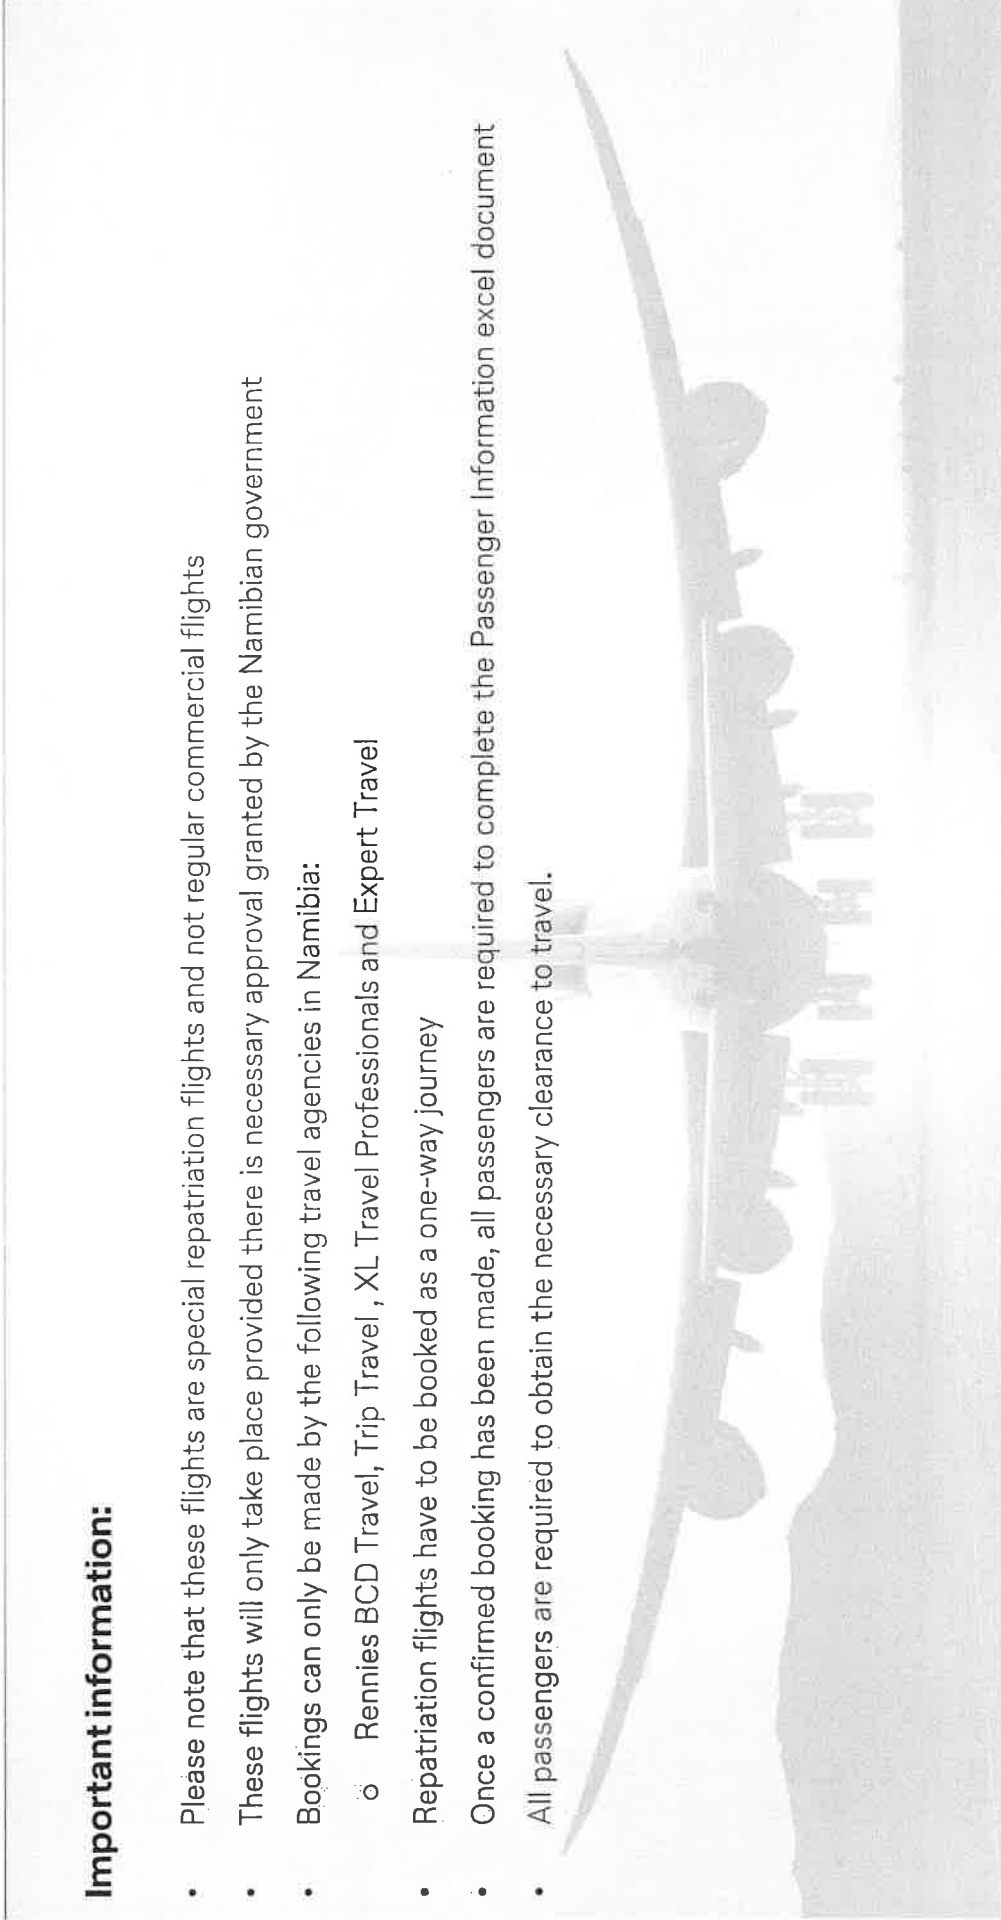 Important information:
• Please note that these flights are special repatriation flights and not regular commercial flights
• These flights will only take place provided there is necessary approval granted by the Namibian government
• Bookings can only be made by the following travel agencies in Namibia:
o Rennies BCD Travel, Trip Travel , XL Travel Professionals and Expert Travel
• Repatriation flights have to be booked as a one-way journey
• Once a confirmed booking has been made, all passengers are required to complete the Passenger Information excel document
• All passengers are required to obtain the necessary clearance to travel.